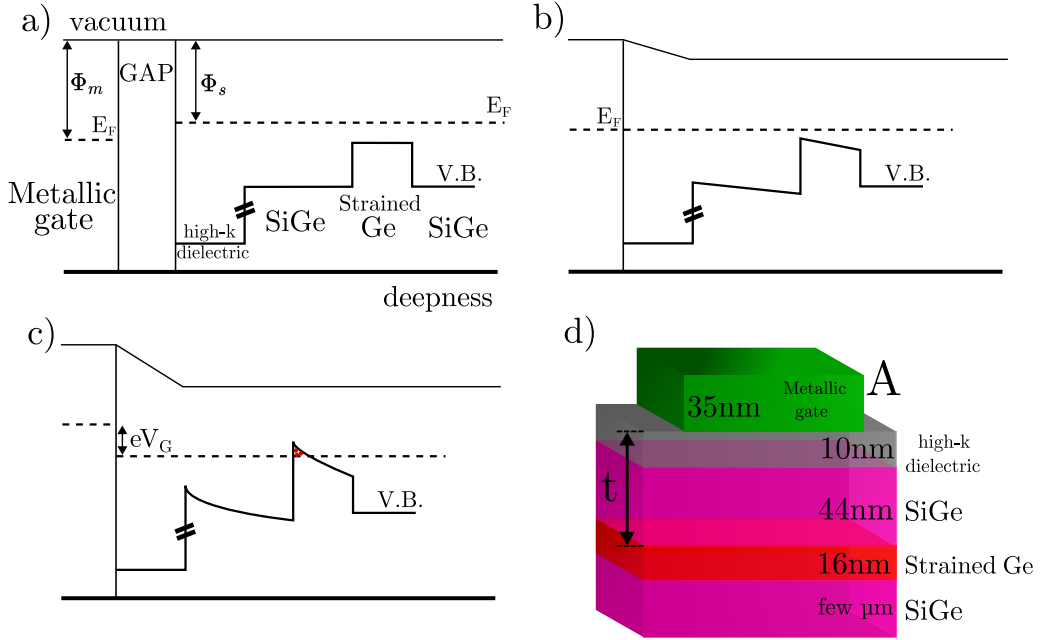 a)
vacuum
GAP
Φm
Φs
EF
EF
Metallic
gate
V.B.
SiGe
Strained
Ge
SiGe
high-k
dielectric
deepness
b)
EF
V.B.
c)
eVG
V.B.
d)
Metallic
gate
A
35nm
10nm
high-k
dielectric
t
44nm
SiGe
16nm
Strained Ge
few μm
SiGe